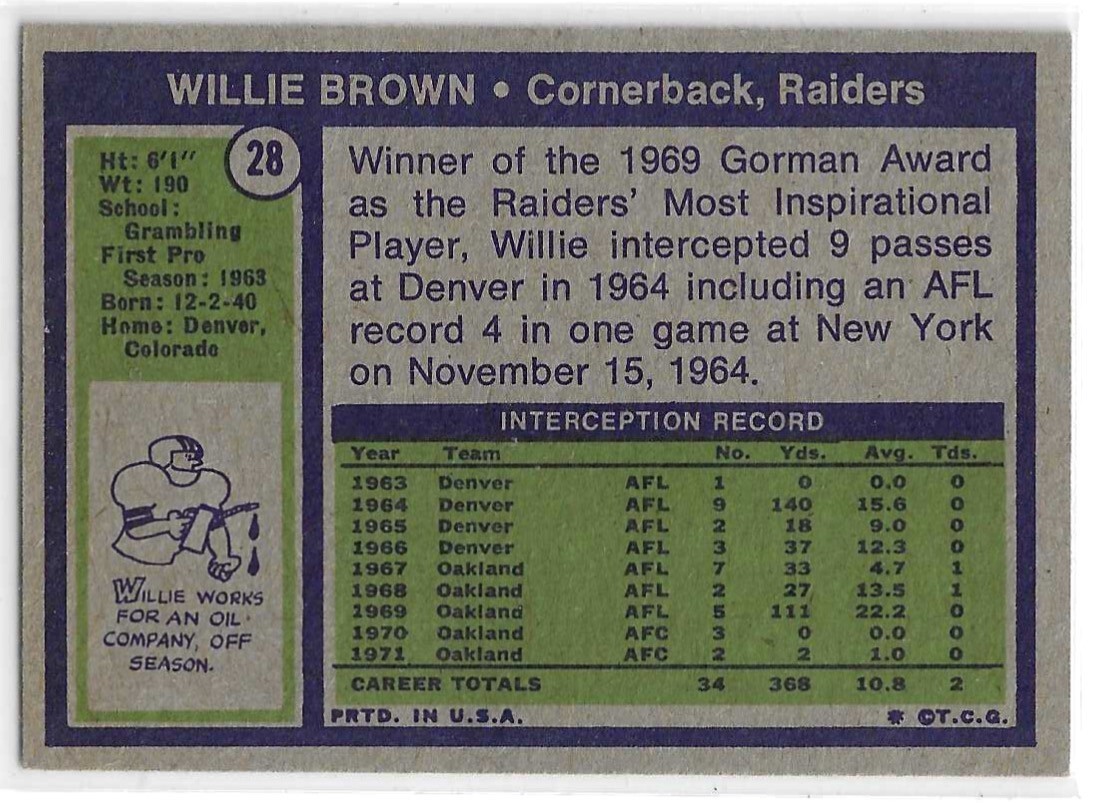 WILLIE BROWN • Cornerback, Raiders
28
Ht: 6'1"
Wt: 190
School:
Grambling
First Pro
Season: 1963
Born: 12-2-40
Home: Denver,
Colorado
WILLIE WORKS
FOR AN OIL
COMPANY, OFF
SEASON.
Winner of the 1969 Gorman Award
as the Raiders' Most Inspirational
Player, Willie intercepted 9 passes
at Denver in 1964 including an AFL
record 4 in one game at New York
on November 15, 1964.
INTERCEPTION RECORD
Year Team No. Yds. Avg. Tds.
1963 Denver AFL 1 0 0.0 0
1964 Denver AFL 9 140 15.6 0
1965 Denver AFL 2 18 9.0 0
1966 Denver AFL 3 37 12.3 0
1967 Oakland AFL 7 33 4.7 1
1968 Oakland AFL 2 27 13.5 1
1969 Oakland AFL 5 111 22.2 0
1970 Oakland AFC 3 0 0.0 0
1971 Oakland AFC 2 2 1.0 0
CAREER TOTALS 34 368 10.8 2
PRTD. IN U.S.A. * ©T.C.G.